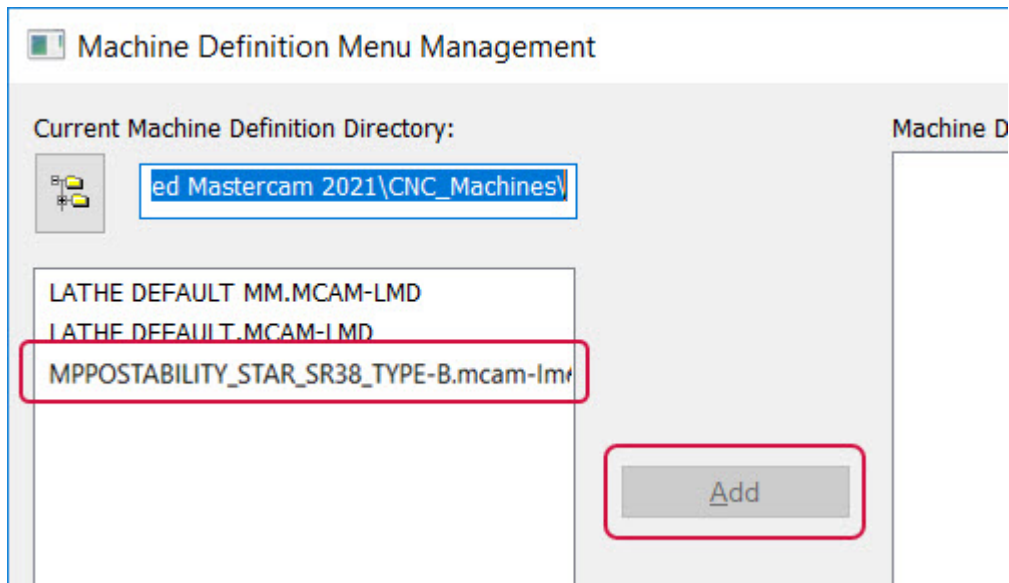 Machine Definition Menu Management
Current Machine Definition Directory:
Machine D
ed Mastercam 2021\CNC_Machines\
LATHE DEFAULT MM.MCAM-LMD
LATHE DEFAULT.MCAM-LMD
MPPOSTABILITY_STAR_SR38_TYPE-B.mcam-lm
Add